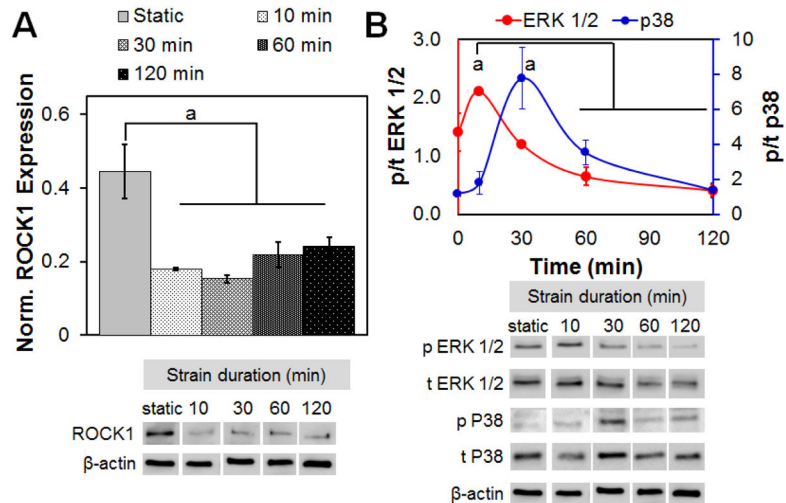 A
Static
10 min
30 min
60 min
120 min
0.6
0.4
0.2
0
Norm. ROCK1 Expression
a
Strain duration (min)
static 10 30 60 120
ROCK1
β-actin
B
ERK 1/2
p38
3.0
2.0
1.0
0.0
p/t ERK 1/2
a
a
10
8
6
4
2
0
p/t p38
0 30 60 90 120
Time (min)
Strain duration (min)
static 10 30 60 120
p ERK 1/2
t ERK 1/2
p P38
t P38
β-actin